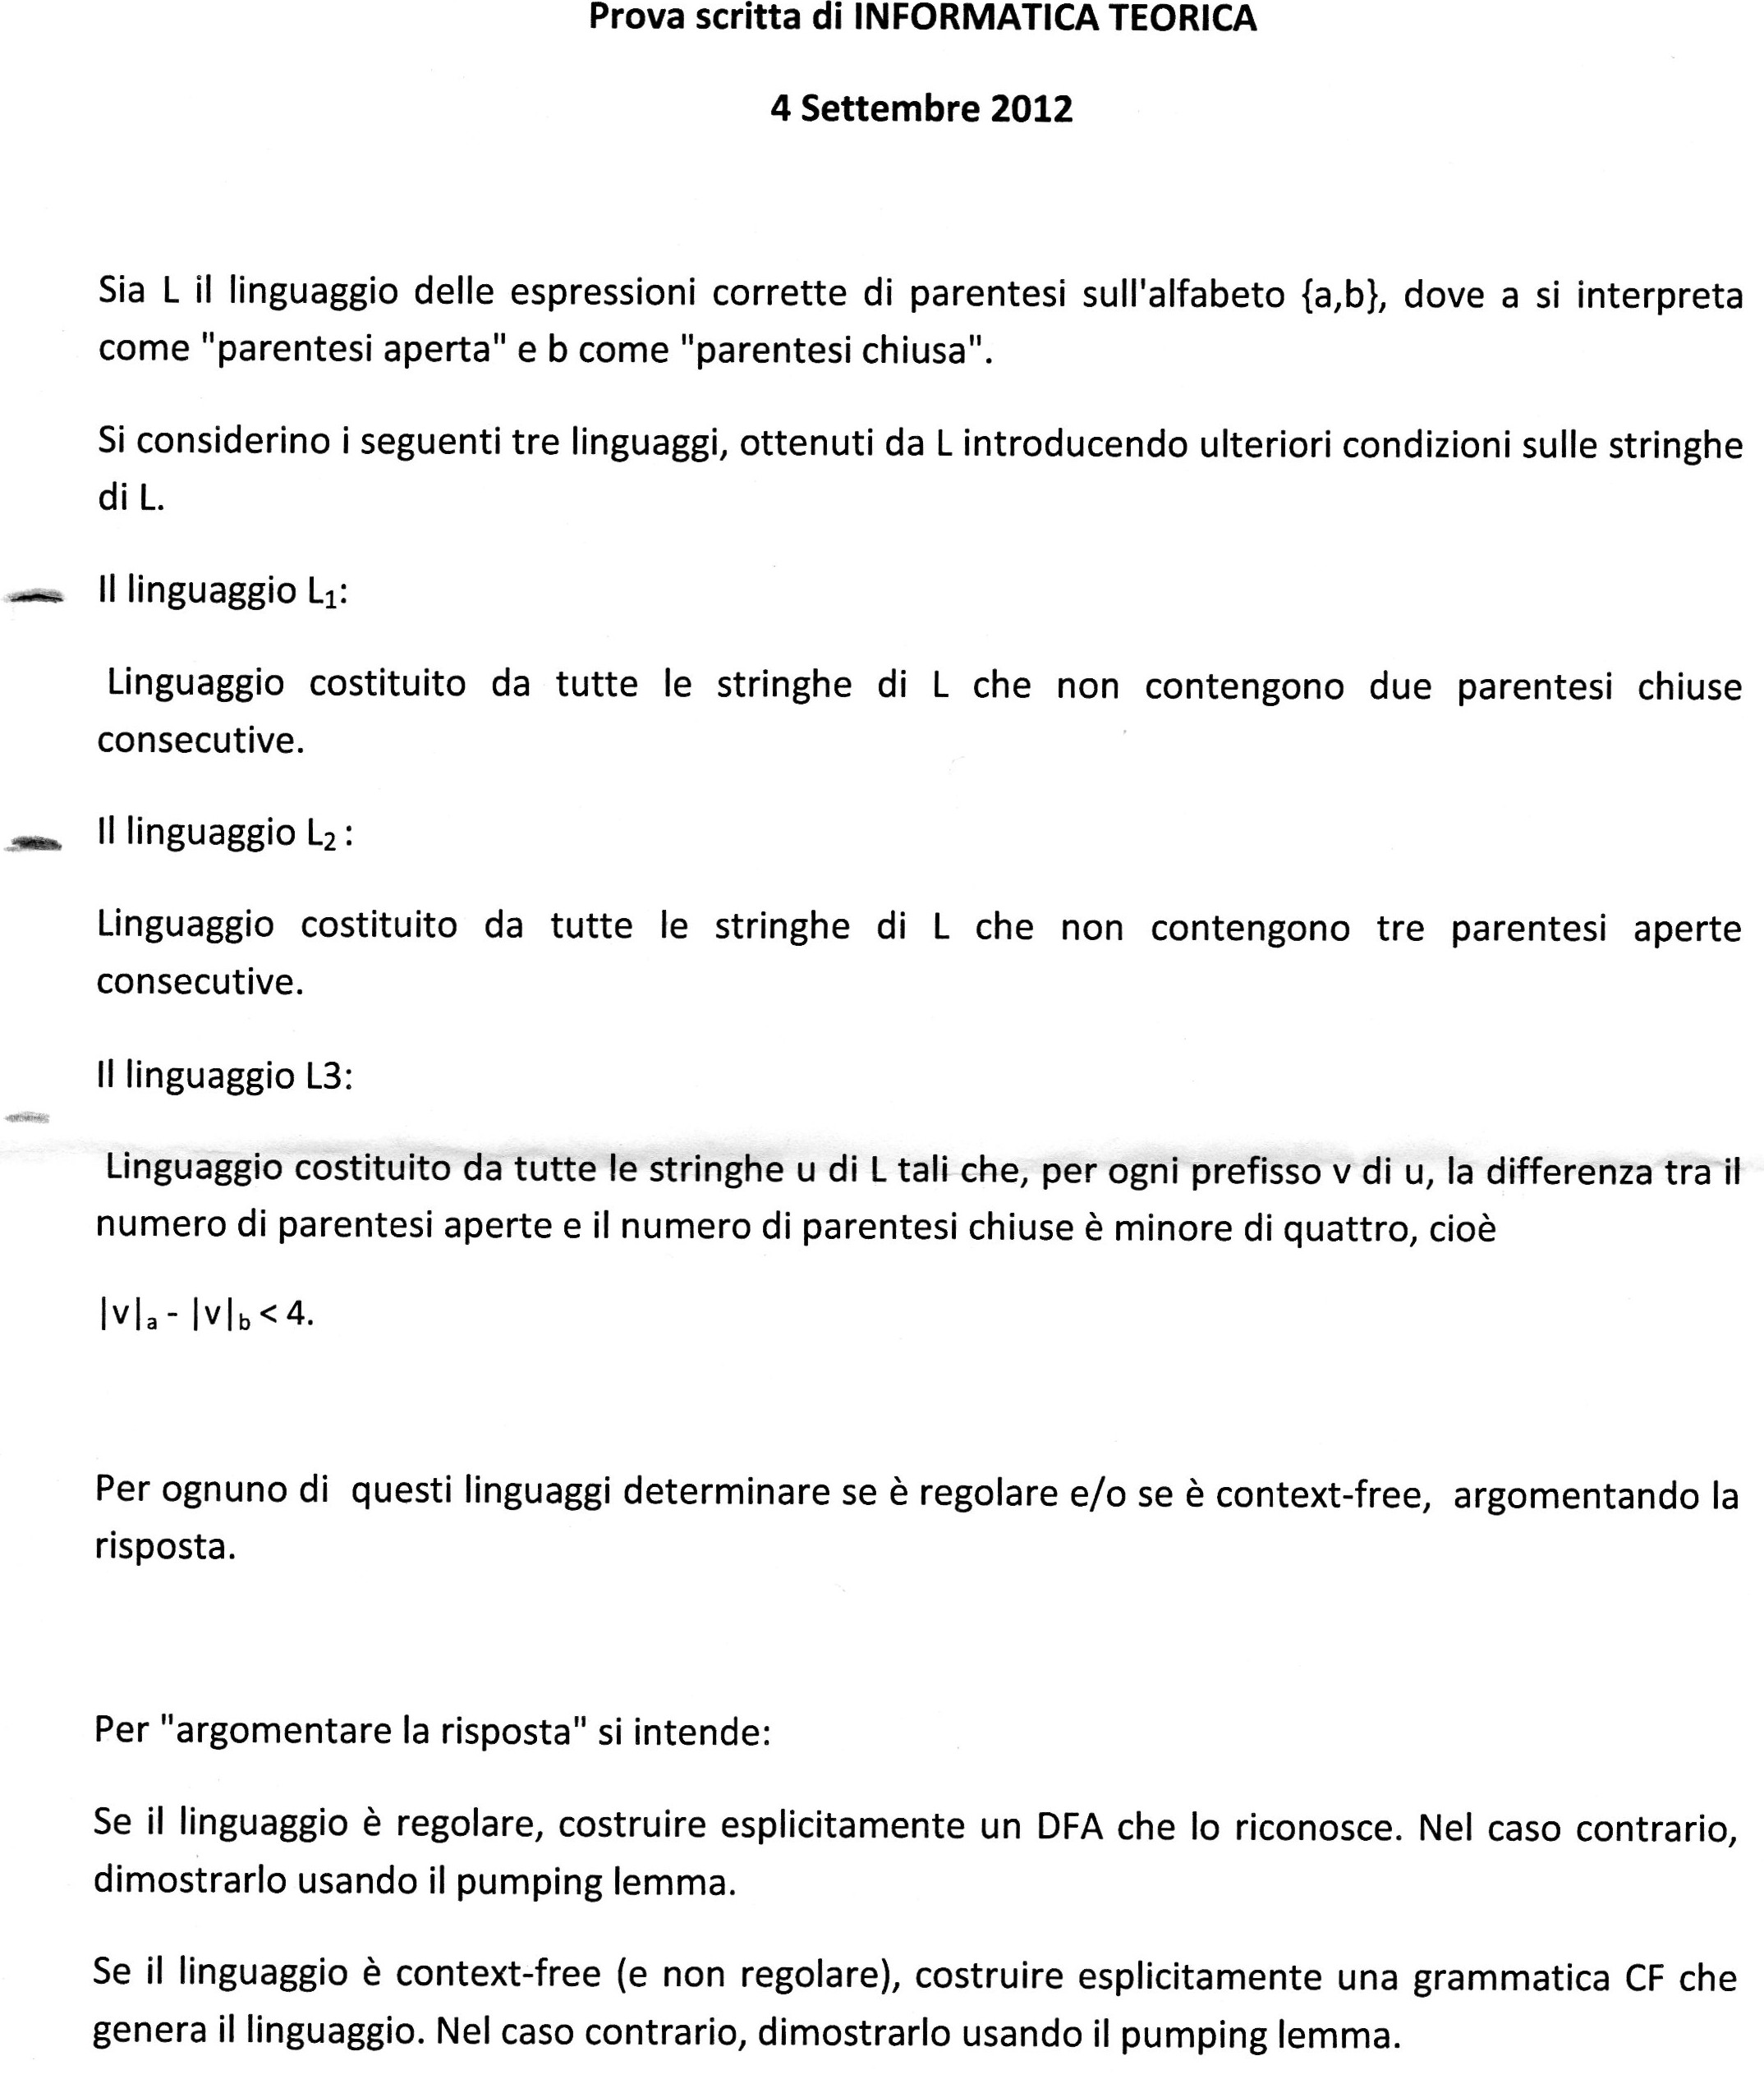 Prova scritta di INFORMATICA TEORICA
4 Settembre 2012
Sia L il linguaggio delle espressioni corrette di parentesi sull'alfabeto {a,b}, dove a si interpreta
come "parentesi aperta" e b come "parentesi chiusa".
Si considerino i seguenti tre linguaggi, ottenuti da L introducendo ulteriori condizioni sulle stringhe
di L.
Il linguaggio L₁:
Linguaggio costituito da tutte le stringhe di L che non contengono due parentesi chiuse
consecutive.
Il linguaggio L₂ :
Linguaggio costituito da tutte le stringhe di L che non contengono tre parentesi aperte
consecutive.
Il linguaggio L3:
Linguaggio costituito da tutte le stringhe u di L tali che, per ogni prefisso v di u, la differenza tra il
numero di parentesi aperte e il numero di parentesi chiuse è minore di quattro, cioè
|v|a - |v|b < 4.
Per ognuno di questi linguaggi determinare se è regolare e/o se è context-free, argomentando la
risposta.
Per "argomentare la risposta" si intende:
Se il linguaggio è regolare, costruire esplicitamente un DFA che lo riconosce. Nel caso contrario,
dimostrarlo usando il pumping lemma.
Se il linguaggio è context-free (e non regolare), costruire esplicitamente una grammatica CF che
genera il linguaggio. Nel caso contrario, dimostrarlo usando il pumping lemma.